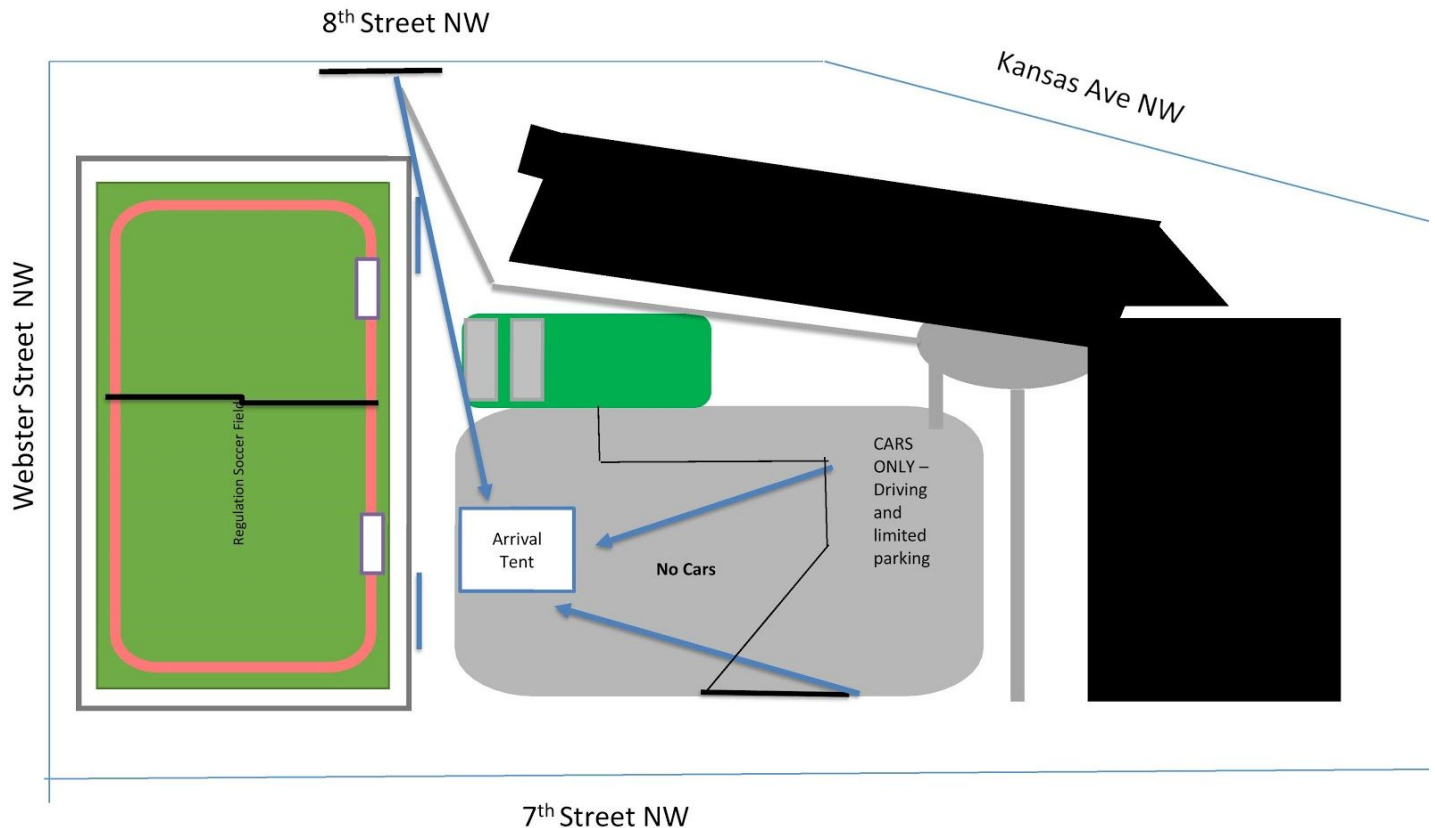 8th Street NW
Kansas Ave NW
Webster Street NW
Regulation Soccer Field
CARS
ONLY –
Driving
and
limited
parking
Arrival
Tent
No Cars
7th Street NW